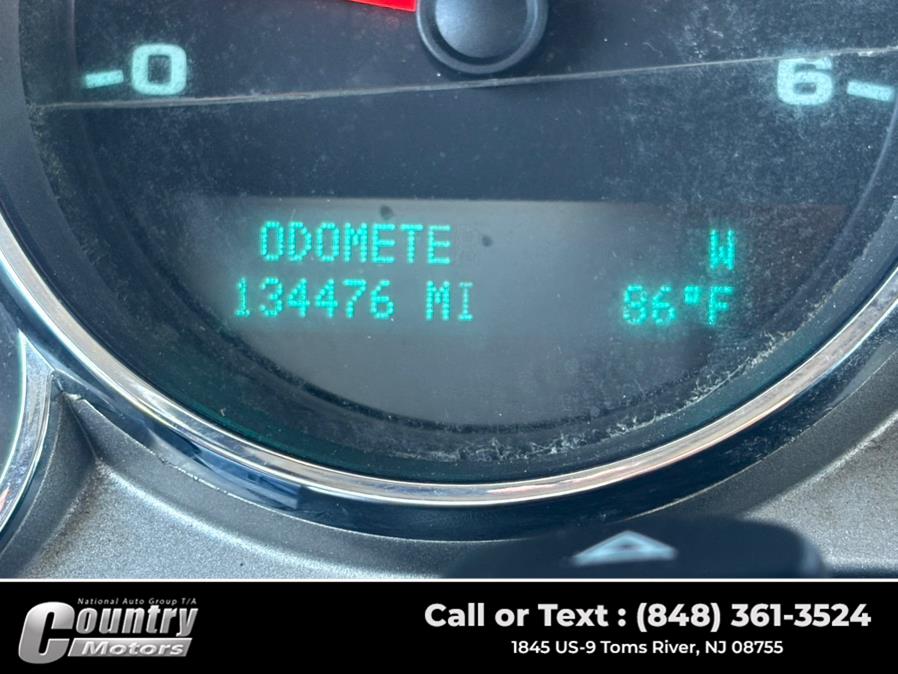 -0
6-
ODOMETE W
134476 MI 86°F
National Auto Group T/A
Country
Motors
Call or Text : (848) 361-3524
1845 US-9 Toms River, NJ 08755